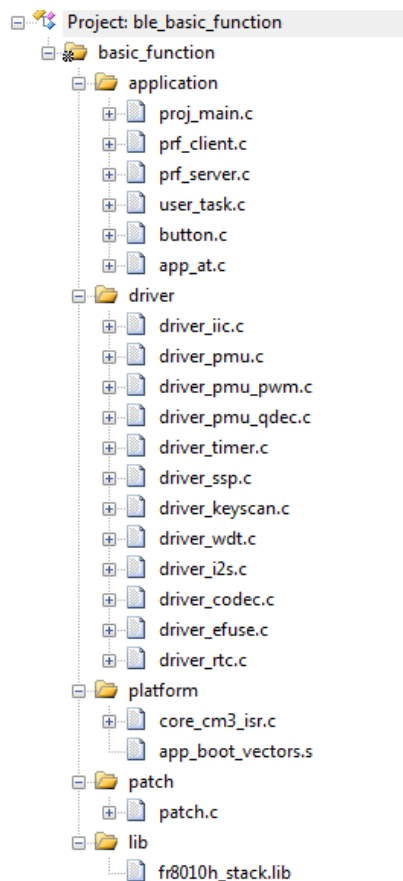 Project: ble_basic_function
basic_function
application
proj_main.c
prf_client.c
prf_server.c
user_task.c
button.c
app_at.c
driver
driver_iic.c
driver_pmu.c
driver_pmu_pwm.c
driver_pmu_qdec.c
driver_timer.c
driver_ssp.c
driver_keyscan.c
driver_wdt.c
driver_i2s.c
driver_codec.c
driver_efuse.c
driver_rtc.c
platform
core_cm3_isr.c
app_boot_vectors.s
patch
patch.c
lib
fr8010h_stack.lib